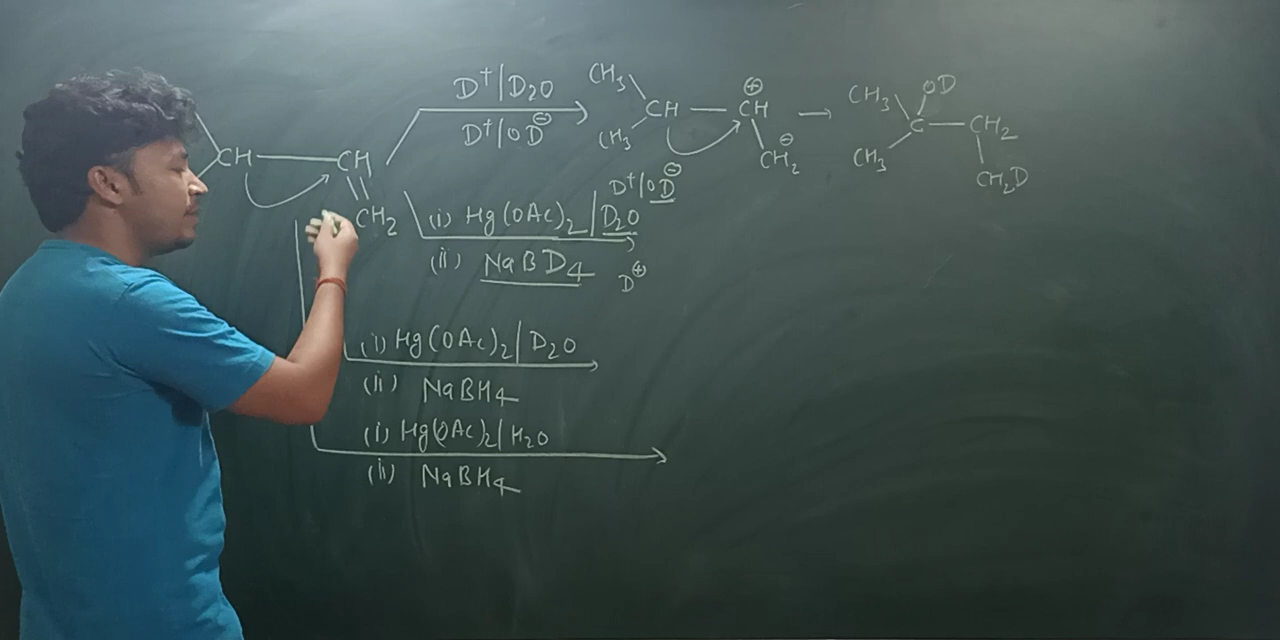 CH — CH
CH2
D⁺/D2O
D⁺/OD⊖
CH3
CH — CH⊕
CH3
CH2⊖
→
CH3
OD
C — CH2
CH3
CH2D
D⁺/OD⊖
(i) Hg(OAc)2/D2O
(ii) NaBD4
D⊕
(i) Hg(OAc)2/D2O
(ii) NaBH4
(i) Hg(OAc)2/H2O
(ii) NaBH4